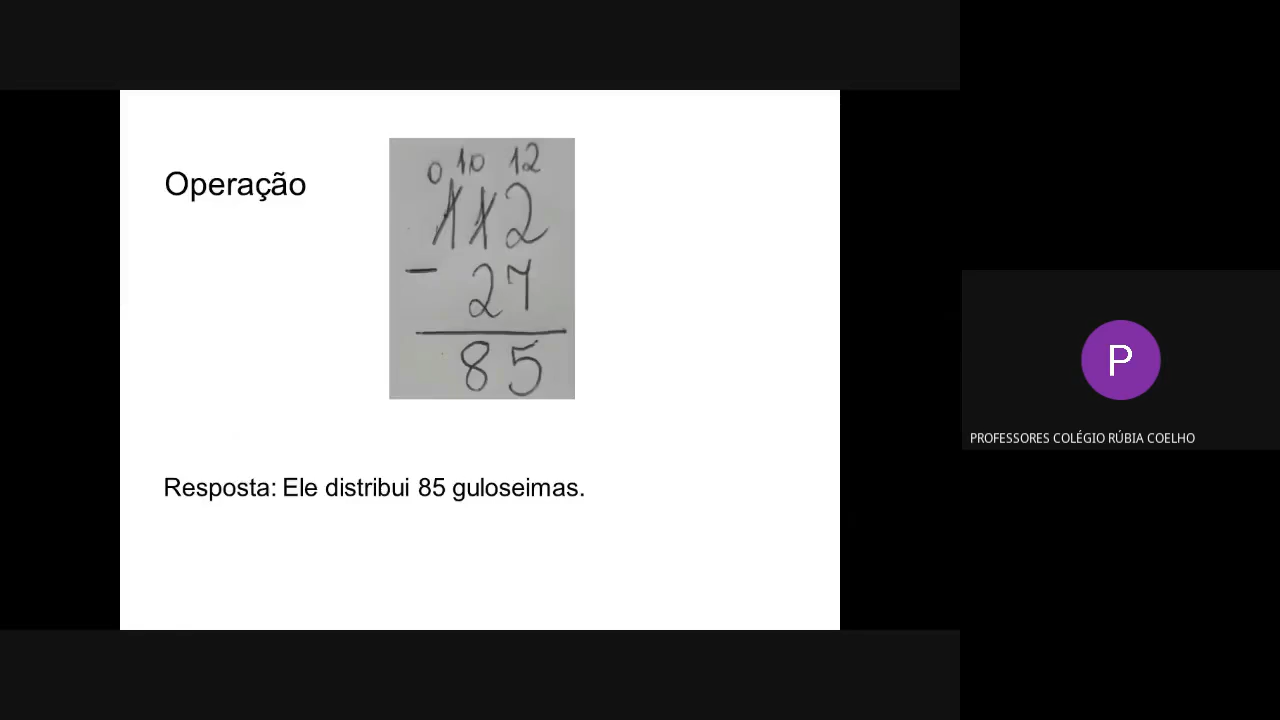 Operação
0 10 12
112
- 27
85
Resposta: Ele distribui 85 guloseimas.
P
PROFESSORES COLÉGIO RÚBIA COELHO